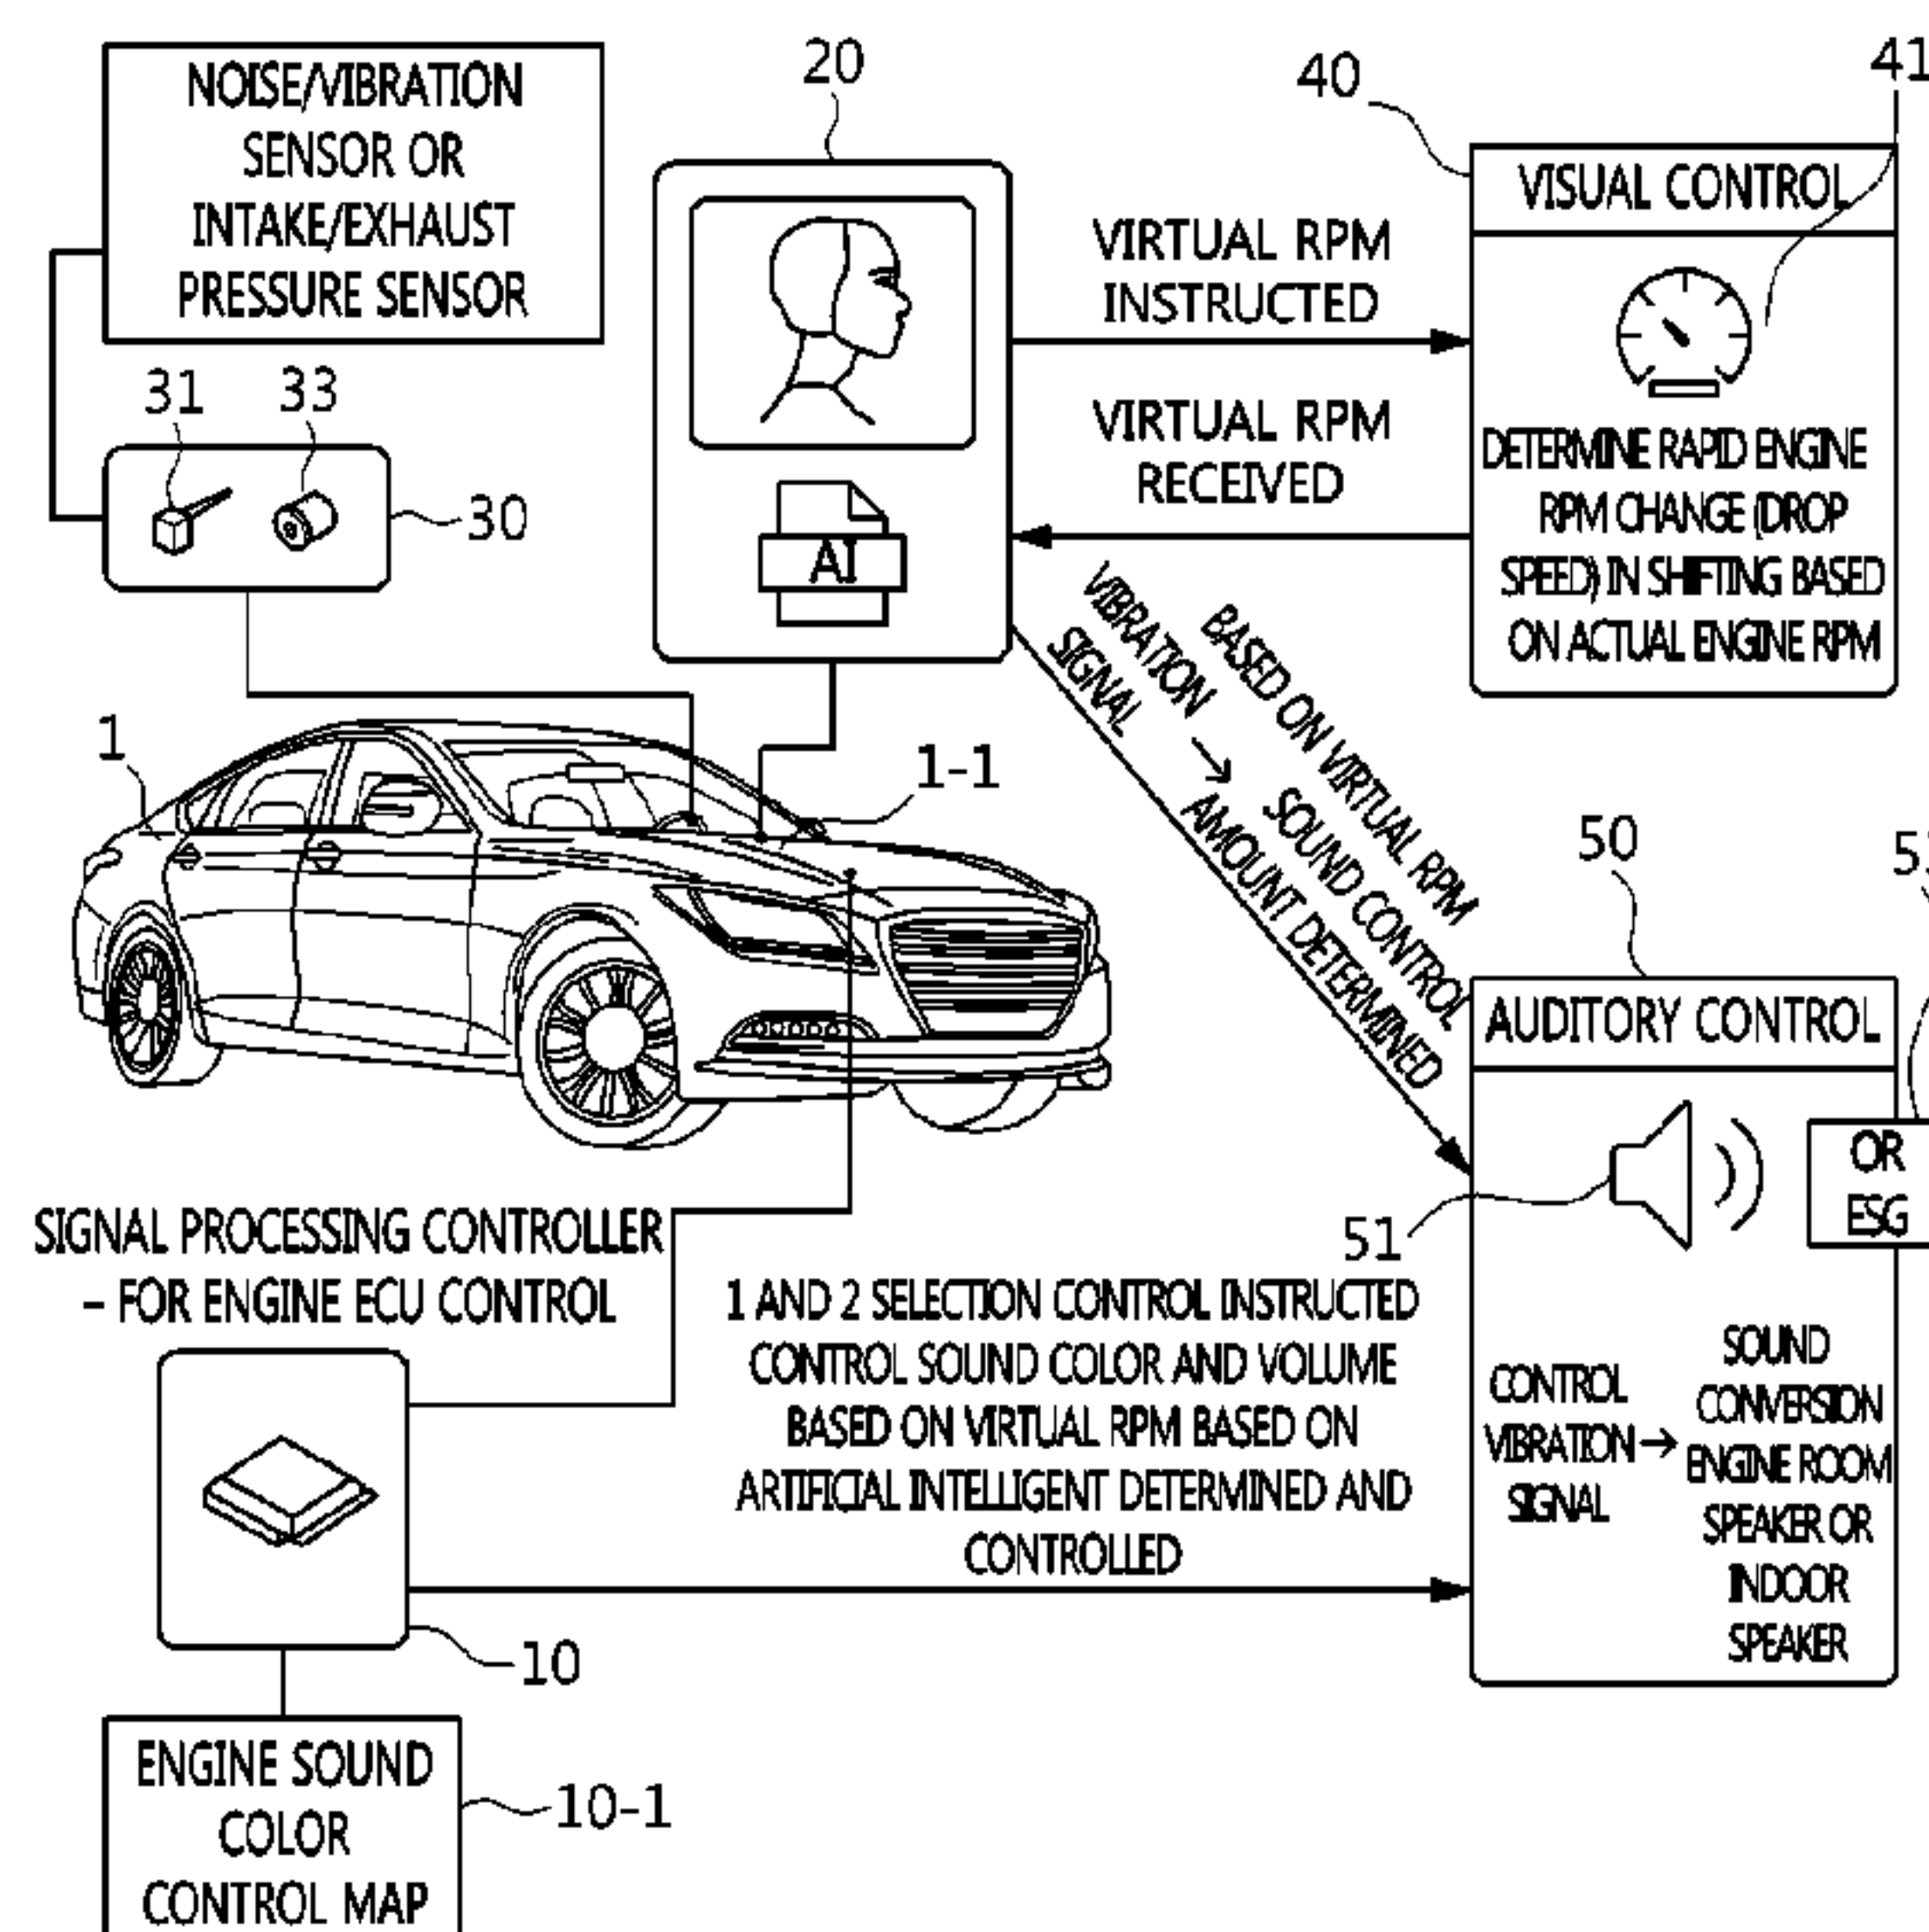 20
40
41
NOISE/VIBRATION
SENSOR OR
INTAKE/EXHAUST
PRESSURE SENSOR
VISUAL CONTROL
VIRTUAL RPM
INSTRUCTED
31
33
30
VIRTUAL RPM
RECEIVED
AI
DETERMINE RAPID ENGINE
RPM CHANGE (DROP
SPEED) IN SHIFTING BASED
ON ACTUAL ENGINE RPM
VIBRATION → SOUND CONTROL
SIGNAL AMOUNT DETERMINED
BASED ON VIRTUAL RPM
1
1-1
50
AUDITORY CONTROL
OR
ESG
51
SIGNAL PROCESSING CONTROLLER
– FOR ENGINE ECU CONTROL
1 AND 2 SELECTION CONTROL INSTRUCTED
CONTROL SOUND COLOR AND VOLUME
BASED ON VIRTUAL RPM BASED ON
ARTIFICIAL INTELLIGENT DETERMINED AND
CONTROLLED
CONTROL
VIBRATION →
SIGNAL
SOUND
CONVERSION
ENGINE ROOM
SPEAKER OR
INDOOR
SPEAKER
10
ENGINE SOUND
COLOR
CONTROL MAP
10-1